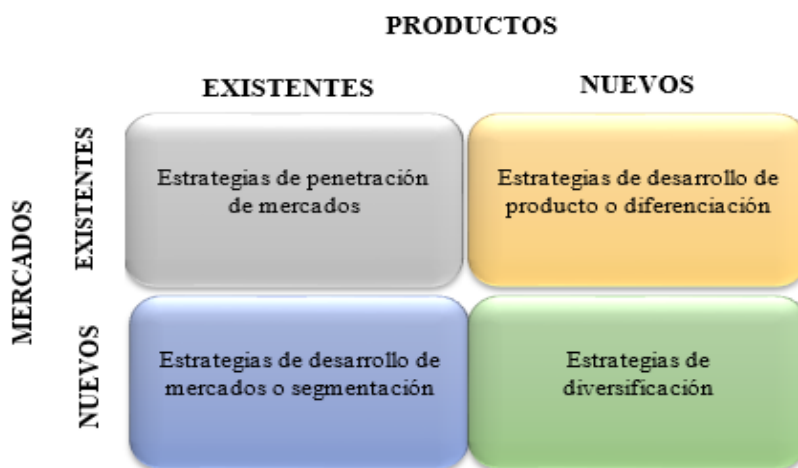 PRODUCTOS
EXISTENTES
NUEVOS
MERCADOS
EXISTENTES
Estrategias de penetración
de mercados
Estrategias de desarrollo de
producto o diferenciación
NUEVOS
Estrategias de desarrollo de
mercados o segmentación
Estrategias de
diversificación